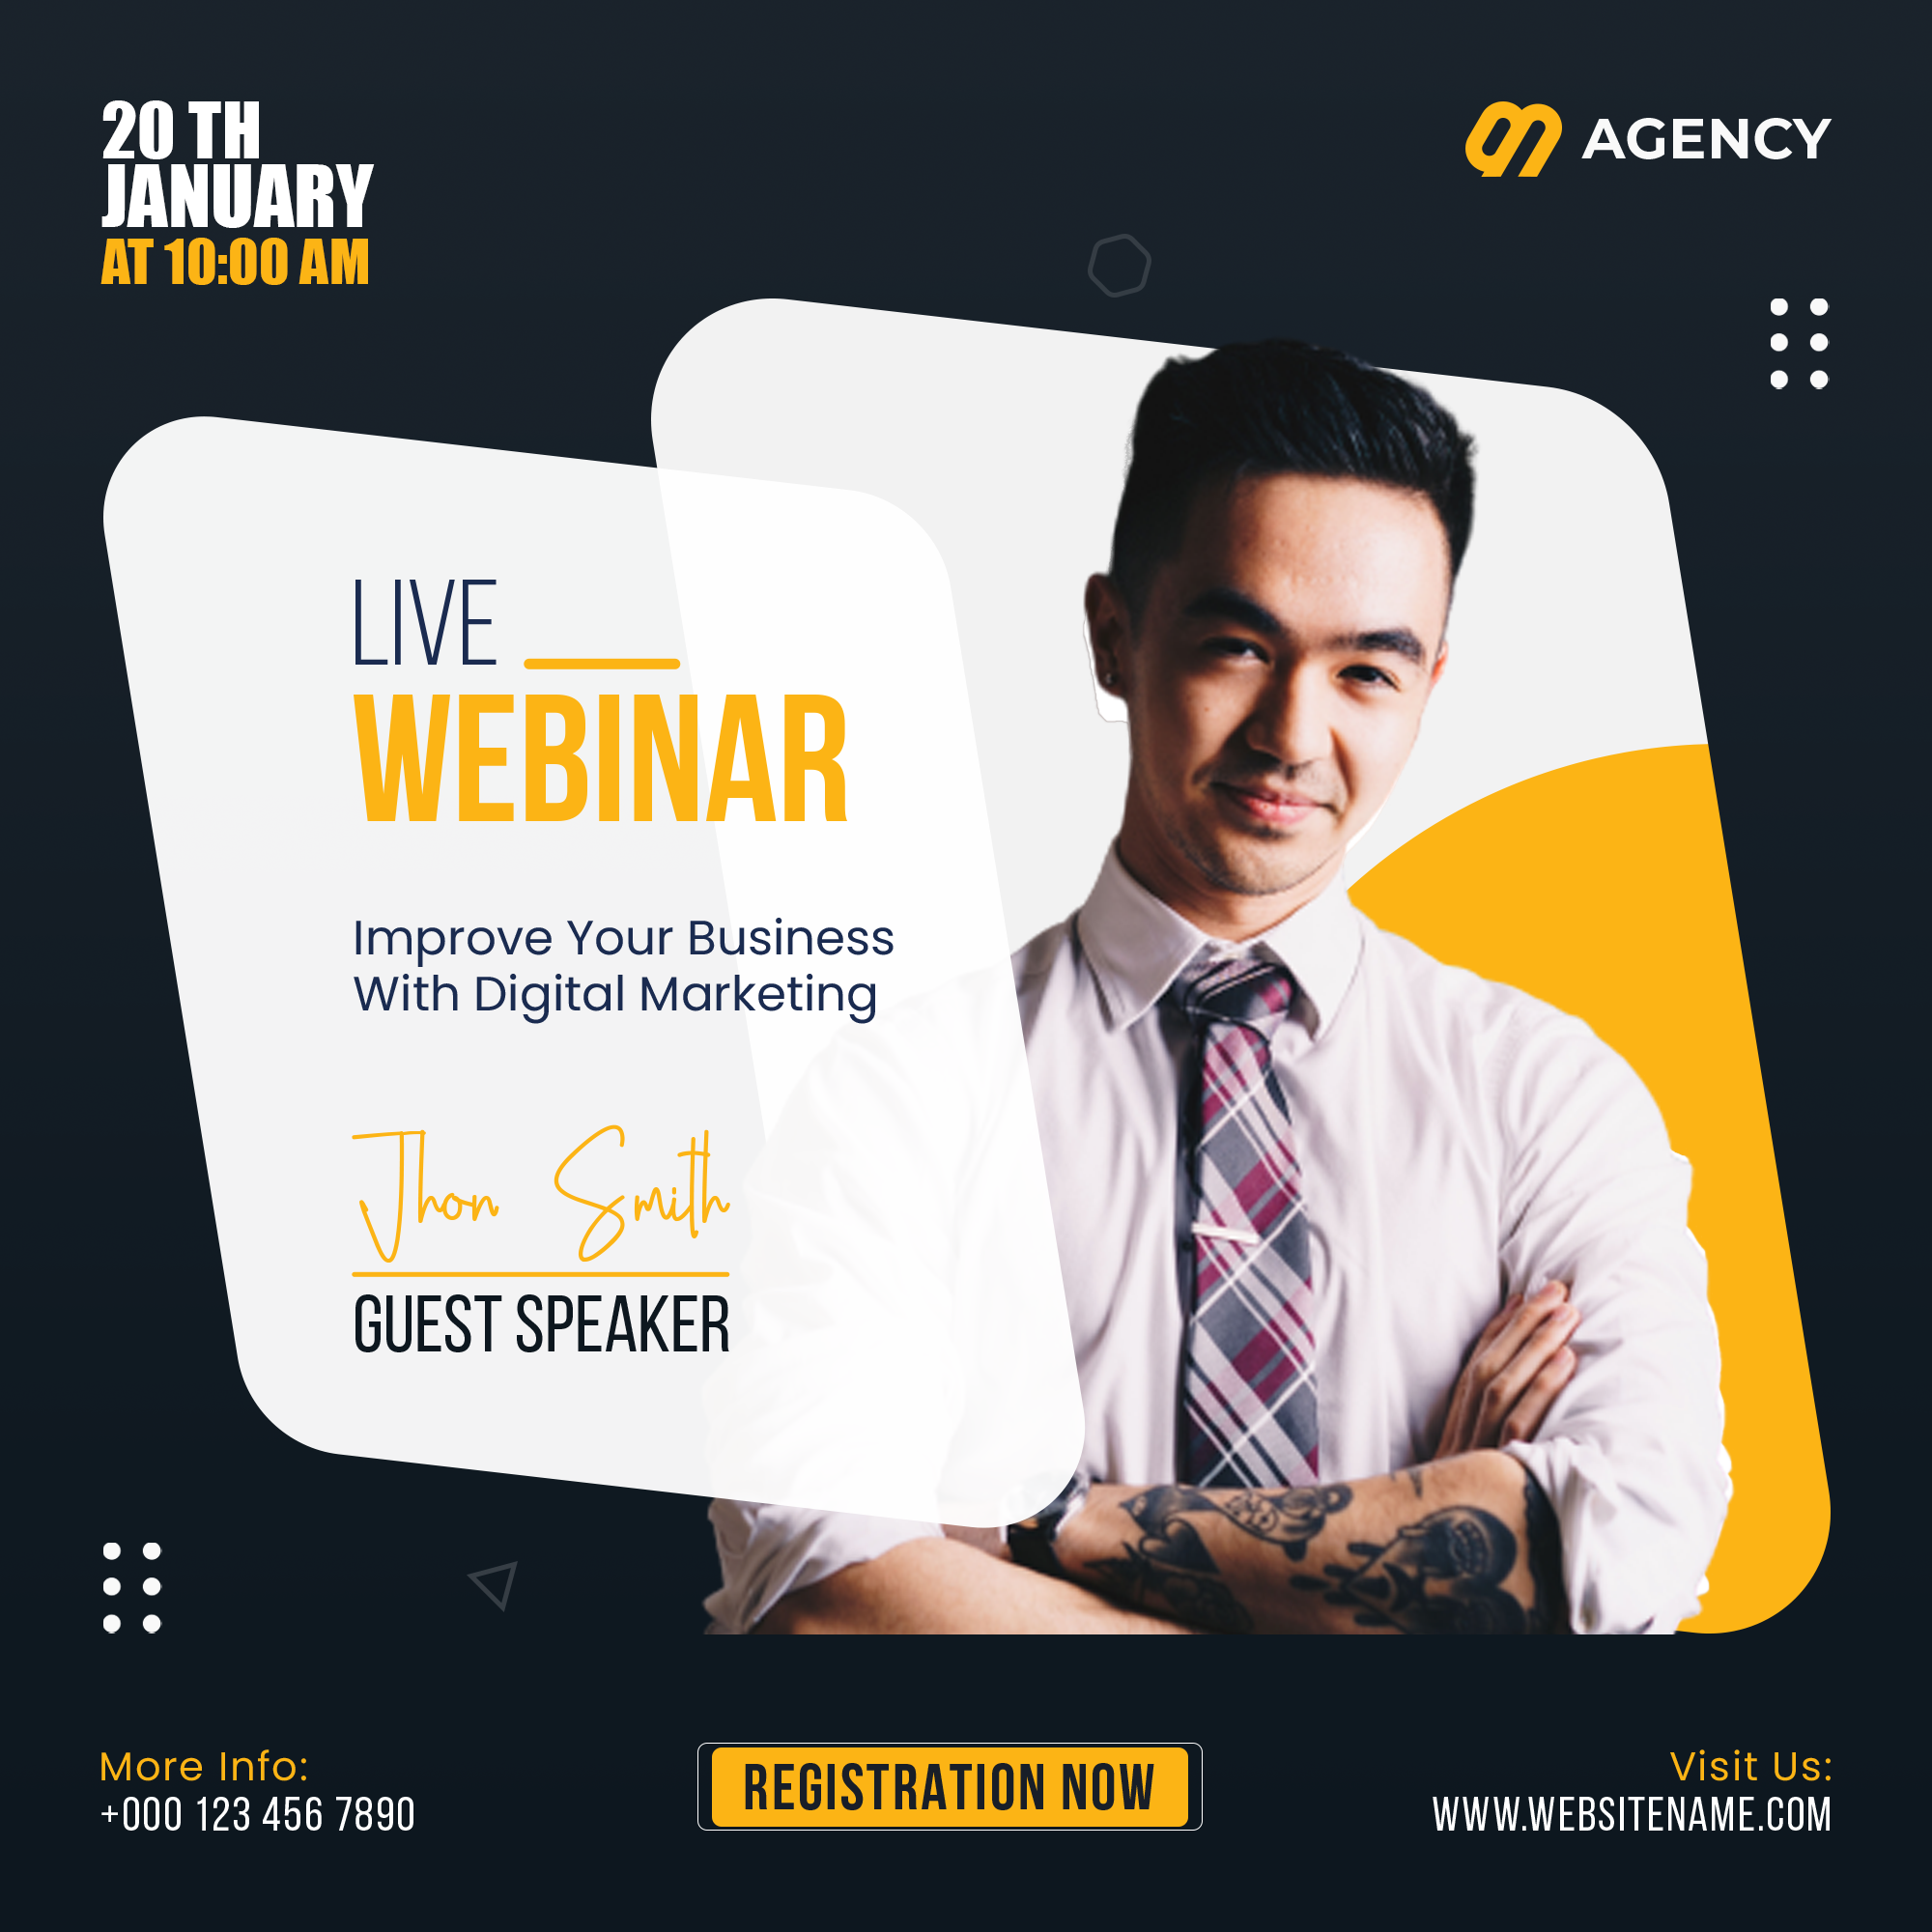 20 TH
JANUARY
AT 10:00 AM
AGENCY
LIVE
WEBINAR
Improve Your Business
With Digital Marketing
Jhon Smith
GUEST SPEAKER
More Info:
+000 123 456 7890
REGISTRATION NOW
Visit Us:
WWW.WEBSITENAME.COM